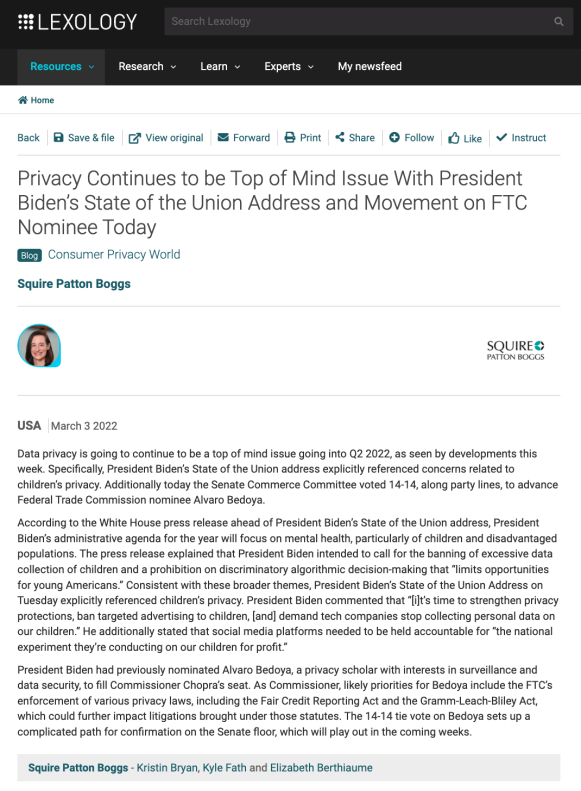 LEXOLOGY
Search Lexology
Resources Research Learn Experts My newsfeed
Home
Back Save & file View original Forward Print Share Follow Like Instruct
Privacy Continues to be Top of Mind Issue With President
Biden's State of the Union Address and Movement on FTC
Nominee Today
Blog Consumer Privacy World
Squire Patton Boggs
SQUIRE
PATTON BOGGS
USA March 3 2022
Data privacy is going to continue to be a top of mind issue going into Q2 2022, as seen by developments this
week. Specifically, President Biden's State of the Union address explicitly referenced concerns related to
children's privacy. Additionally today the Senate Commerce Committee voted 14-14, along party lines, to advance
Federal Trade Commission nominee Alvaro Bedoya.
According to the White House press release ahead of President Biden's State of the Union address, President
Biden's administrative agenda for the year will focus on mental health, particularly of children and disadvantaged
populations. The press release explained that President Biden intended to call for the banning of excessive data
collection of children and a prohibition on discriminatory algorithmic decision-making that “limits opportunities
for young Americans.” Consistent with these broader themes, President Biden's State of the Union Address on
Tuesday explicitly referenced children's privacy. President Biden commented that “[i]t's time to strengthen privacy
protections, ban targeted advertising to children, [and] demand tech companies stop collecting personal data on
our children.” He additionally stated that social media platforms needed to be held accountable for “the national
experiment they're conducting on our children for profit.”
President Biden had previously nominated Alvaro Bedoya, a privacy scholar with interests in surveillance and
data security, to fill Commissioner Chopra's seat. As Commissioner, likely priorities for Bedoya include the FTC's
enforcement of various privacy laws, including the Fair Credit Reporting Act and the Gramm-Leach-Bliley Act,
which could further impact litigations brought under those statutes. The 14-14 tie vote on Bedoya sets up a
complicated path for confirmation on the Senate floor, which will play out in the coming weeks.
Squire Patton Boggs - Kristin Bryan, Kyle Fath and Elizabeth Berthiaume